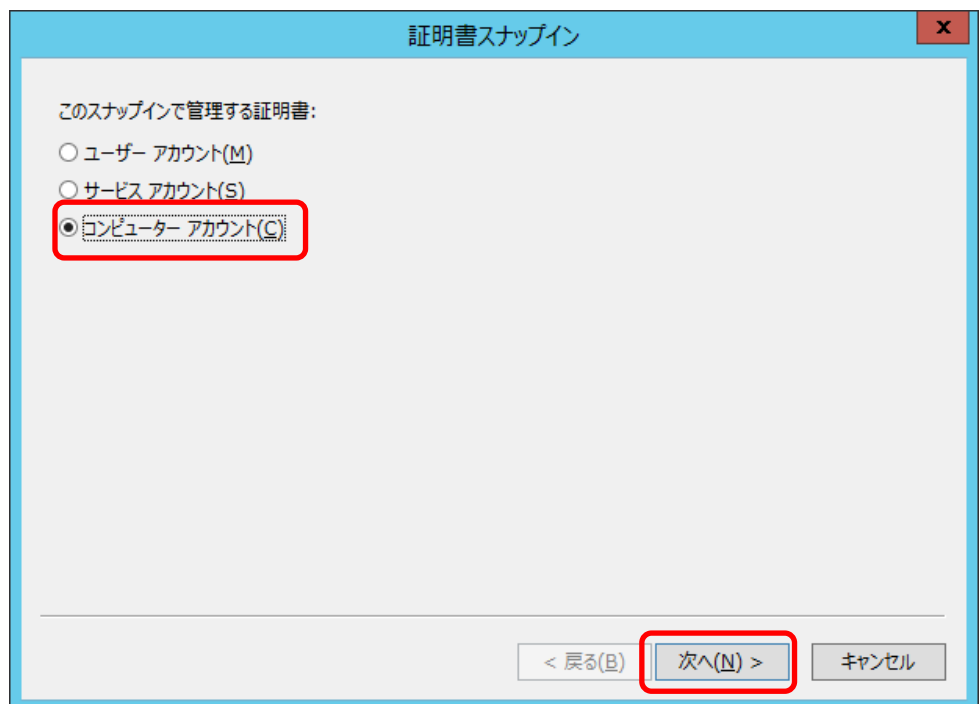 証明書スナップイン
x
このスナップインで管理する証明書:
ユーザー アカウント(M)
サービス アカウント(S)
コンピューター アカウント(C)
< 戻る(B) 次へ(N) > キャンセル